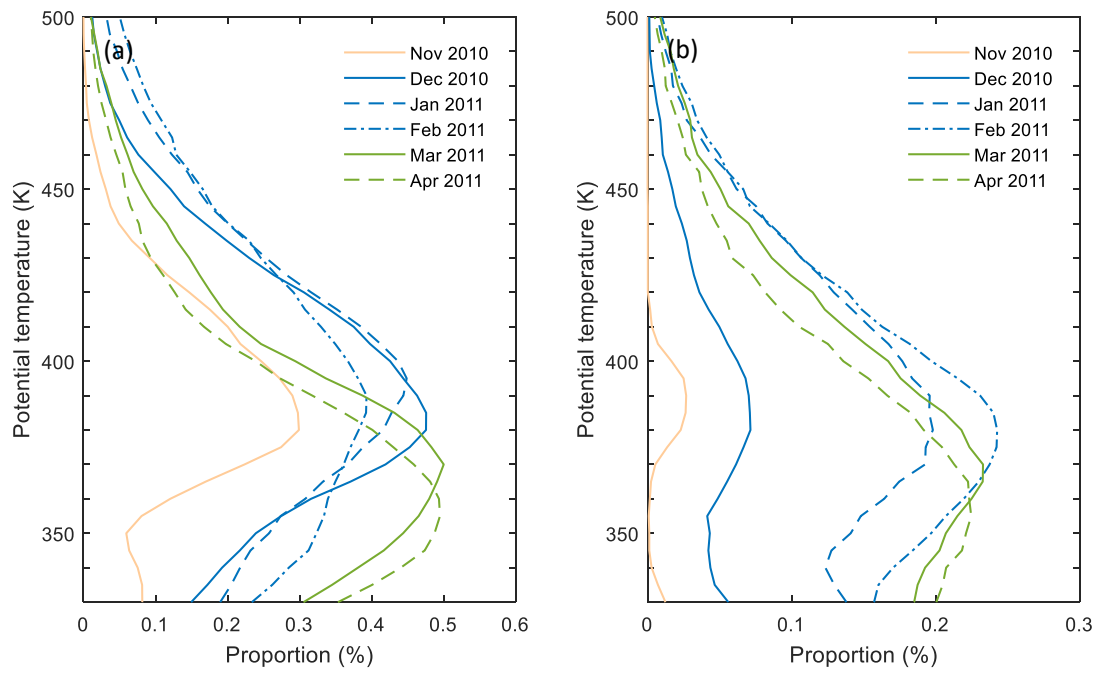 500
450
400
350
0
0.1
0.2
0.3
0.4
0.5
0.6
Potential temperature (K)
Proportion (%)
(a)
Nov 2010
Dec 2010
Jan 2011
Feb 2011
Mar 2011
Apr 2011
500
450
400
350
0
0.1
0.2
0.3
Potential temperature (K)
Proportion (%)
(b)
Nov 2010
Dec 2010
Jan 2011
Feb 2011
Mar 2011
Apr 2011